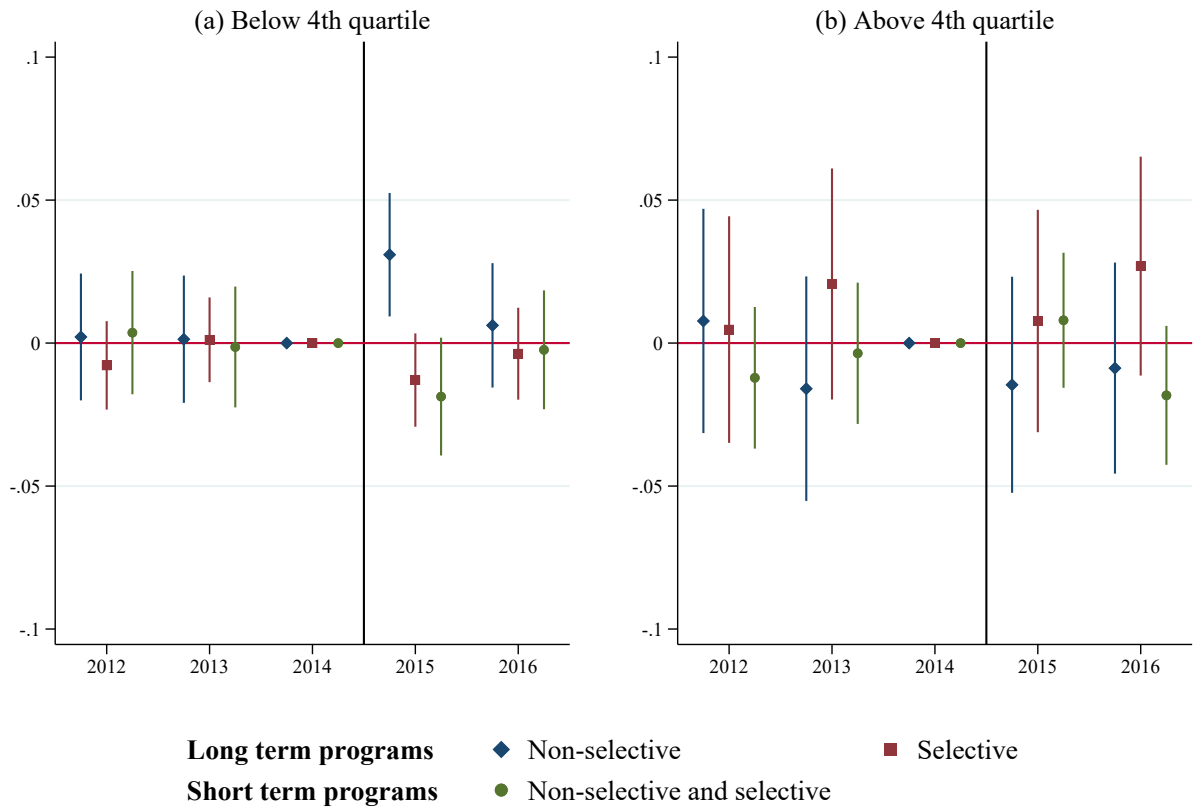 (a) Below 4th quartile
(b) Above 4th quartile
.1
.05
0
-.05
-.1
2012 2013 2014 2015 2016
.1
.05
0
-.05
-.1
2012 2013 2014 2015 2016
Long term programs Non-selective Selective
Short term programs Non-selective and selective